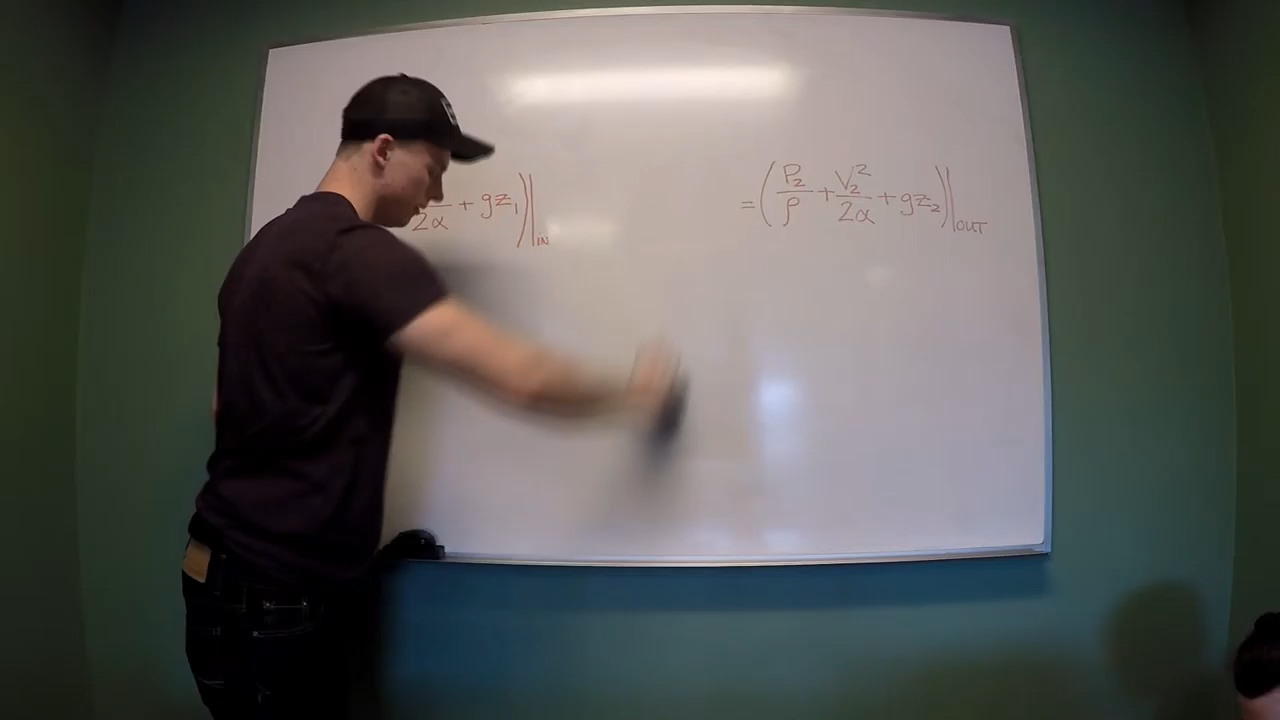 /2α + gz₁)|IN = (P₂/ρ + V₂²/2α + gz₂)|OUT